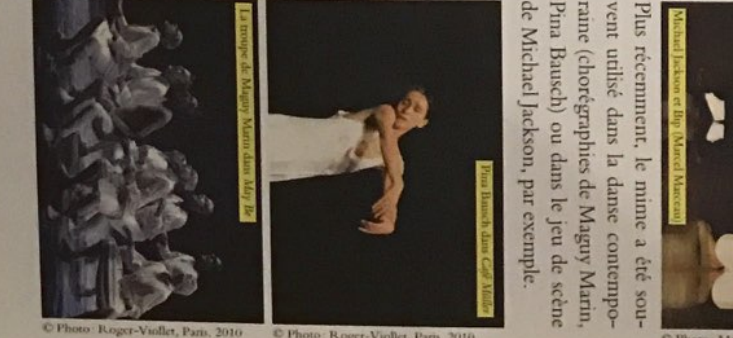 Michael Jackson et Bip (Marcel Marceau)
Plus récemment, le mime a été sou-
vent utilisé dans la danse contempo-
raine (chorégraphies de Maguy Marin,
Pina Bausch) ou dans le jeu de scène
de Michael Jackson, par exemple.
Pina Bausch dans Café Müller
© Photo : Roger-Viollet, Paris, 2010
La troupe de Maguy Marin dans May Be
© Photo : Roger-Viollet, Paris, 2010